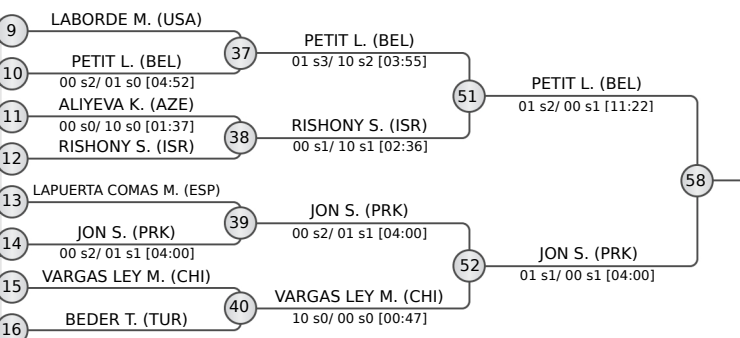 9
LABORDE M. (USA)
10
PETIT L. (BEL)
00 s2/ 01 s0 [04:52]
11
ALIYEVA K. (AZE)
00 s0/ 10 s0 [01:37]
12
RISHONY S. (ISR)
13
LAPUERTA COMAS M. (ESP)
14
JON S. (PRK)
00 s2/ 01 s1 [04:00]
15
VARGAS LEY M. (CHI)
16
BEDER T. (TUR)
37
PETIT L. (BEL)
01 s3/ 10 s2 [03:55]
38
RISHONY S. (ISR)
00 s1/ 10 s1 [02:36]
39
JON S. (PRK)
00 s2/ 01 s1 [04:00]
40
VARGAS LEY M. (CHI)
10 s0/ 00 s0 [00:47]
51
PETIT L. (BEL)
01 s2/ 00 s1 [11:22]
52
JON S. (PRK)
01 s1/ 00 s1 [04:00]
58